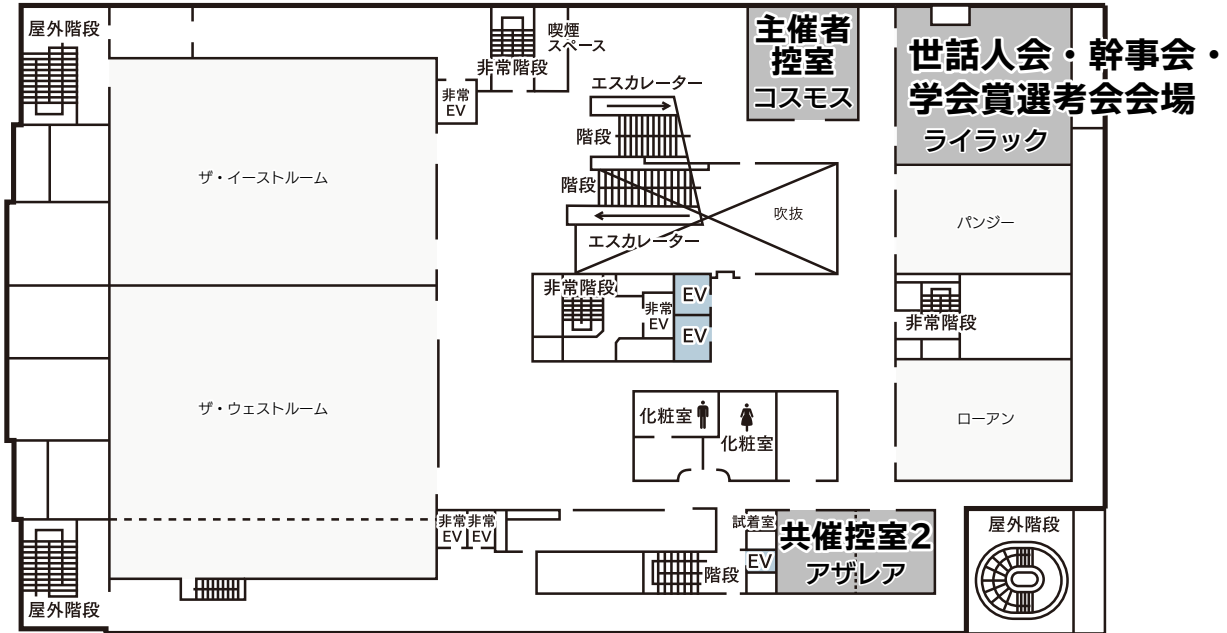 屋外階段
喫煙
スペース
非常階段
主催者
控室
コスモス
世話人会・幹事会・
学会賞選考会会場
ライラック
エスカレーター
非常
EV
階段
ザ・イーストルーム
階段
吹抜
パンジー
エスカレーター
非常階段
EV
非常
EV
EV
非常階段
ザ・ウェストルーム
化粧室
化粧室
ローアン
非常
EV
非常
EV
試着室
EV
階段
共催控室2
アザレア
屋外階段
屋外階段